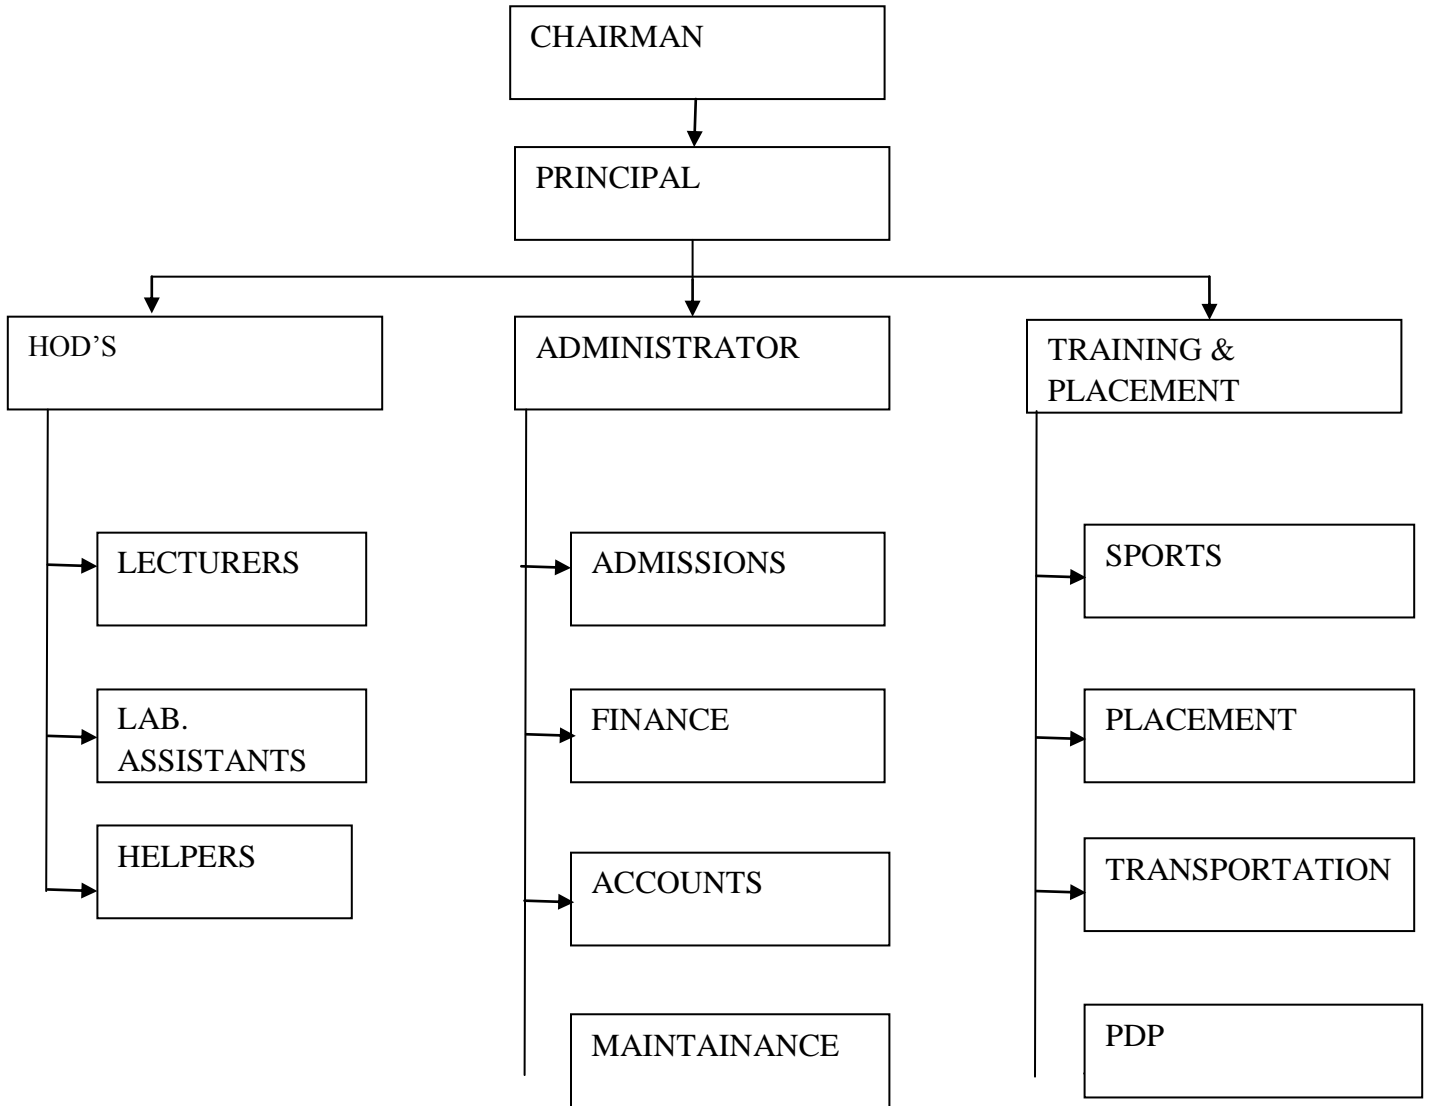 CHAIRMAN
PRINCIPAL
HOD’S
ADMINISTRATOR
TRAINING &
PLACEMENT
LECTURERS
ADMISSIONS
SPORTS
LAB.
ASSISTANTS
FINANCE
PLACEMENT
HELPERS
ACCOUNTS
TRANSPORTATION
MAINTAINANCE
PDP